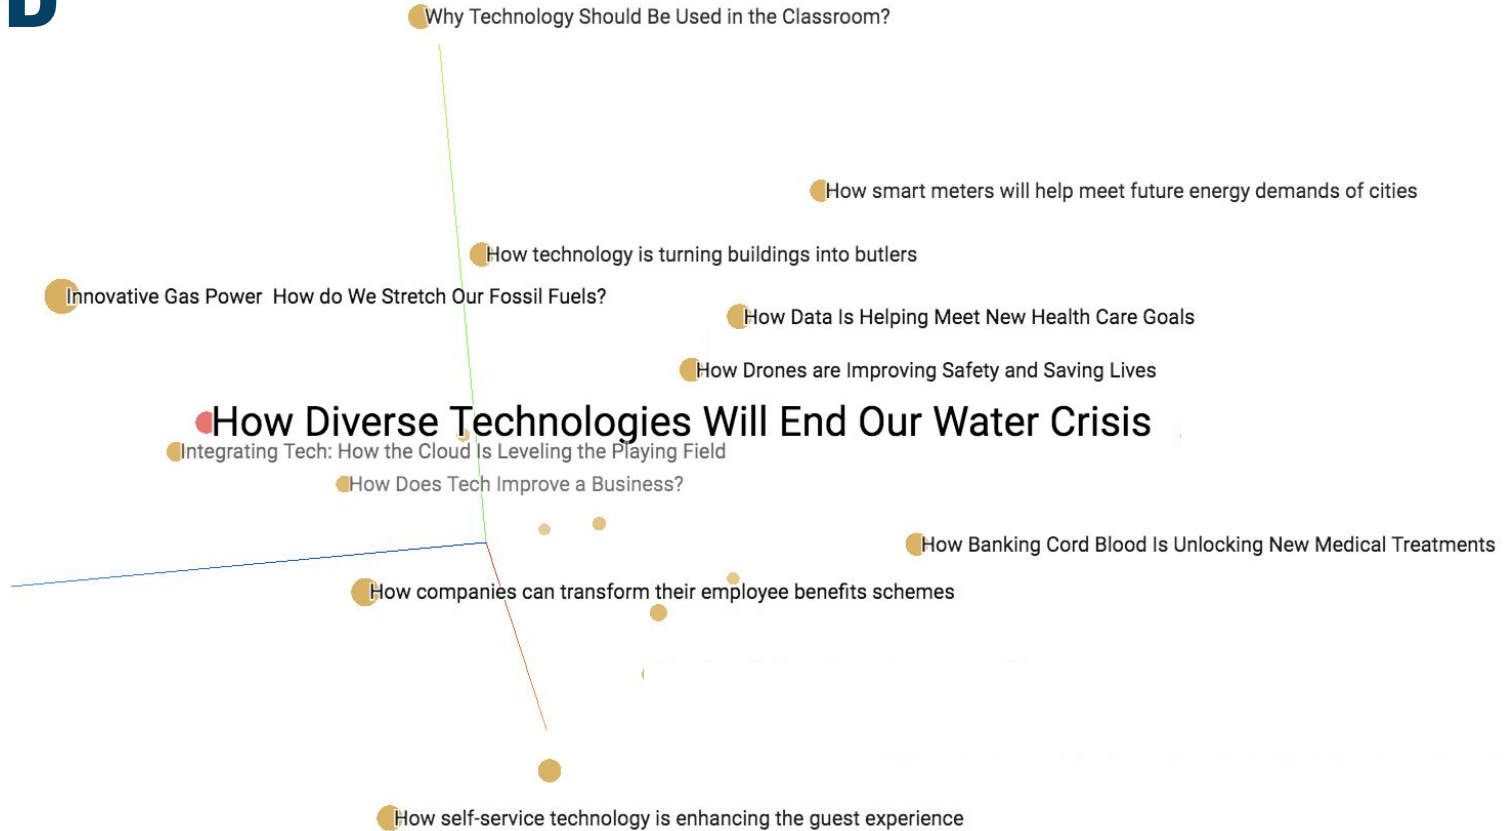 D
Why Technology Should Be Used in the Classroom?
How smart meters will help meet future energy demands of cities
How technology is turning buildings into butlers
Innovative Gas Power  How do We Stretch Our Fossil Fuels?
How Data Is Helping Meet New Health Care Goals
How Drones are Improving Safety and Saving Lives
How Diverse Technologies Will End Our Water Crisis
Integrating Tech: How the Cloud Is Leveling the Playing Field
How Does Tech Improve a Business?
How Banking Cord Blood Is Unlocking New Medical Treatments
How companies can transform their employee benefits schemes
How self-service technology is enhancing the guest experience